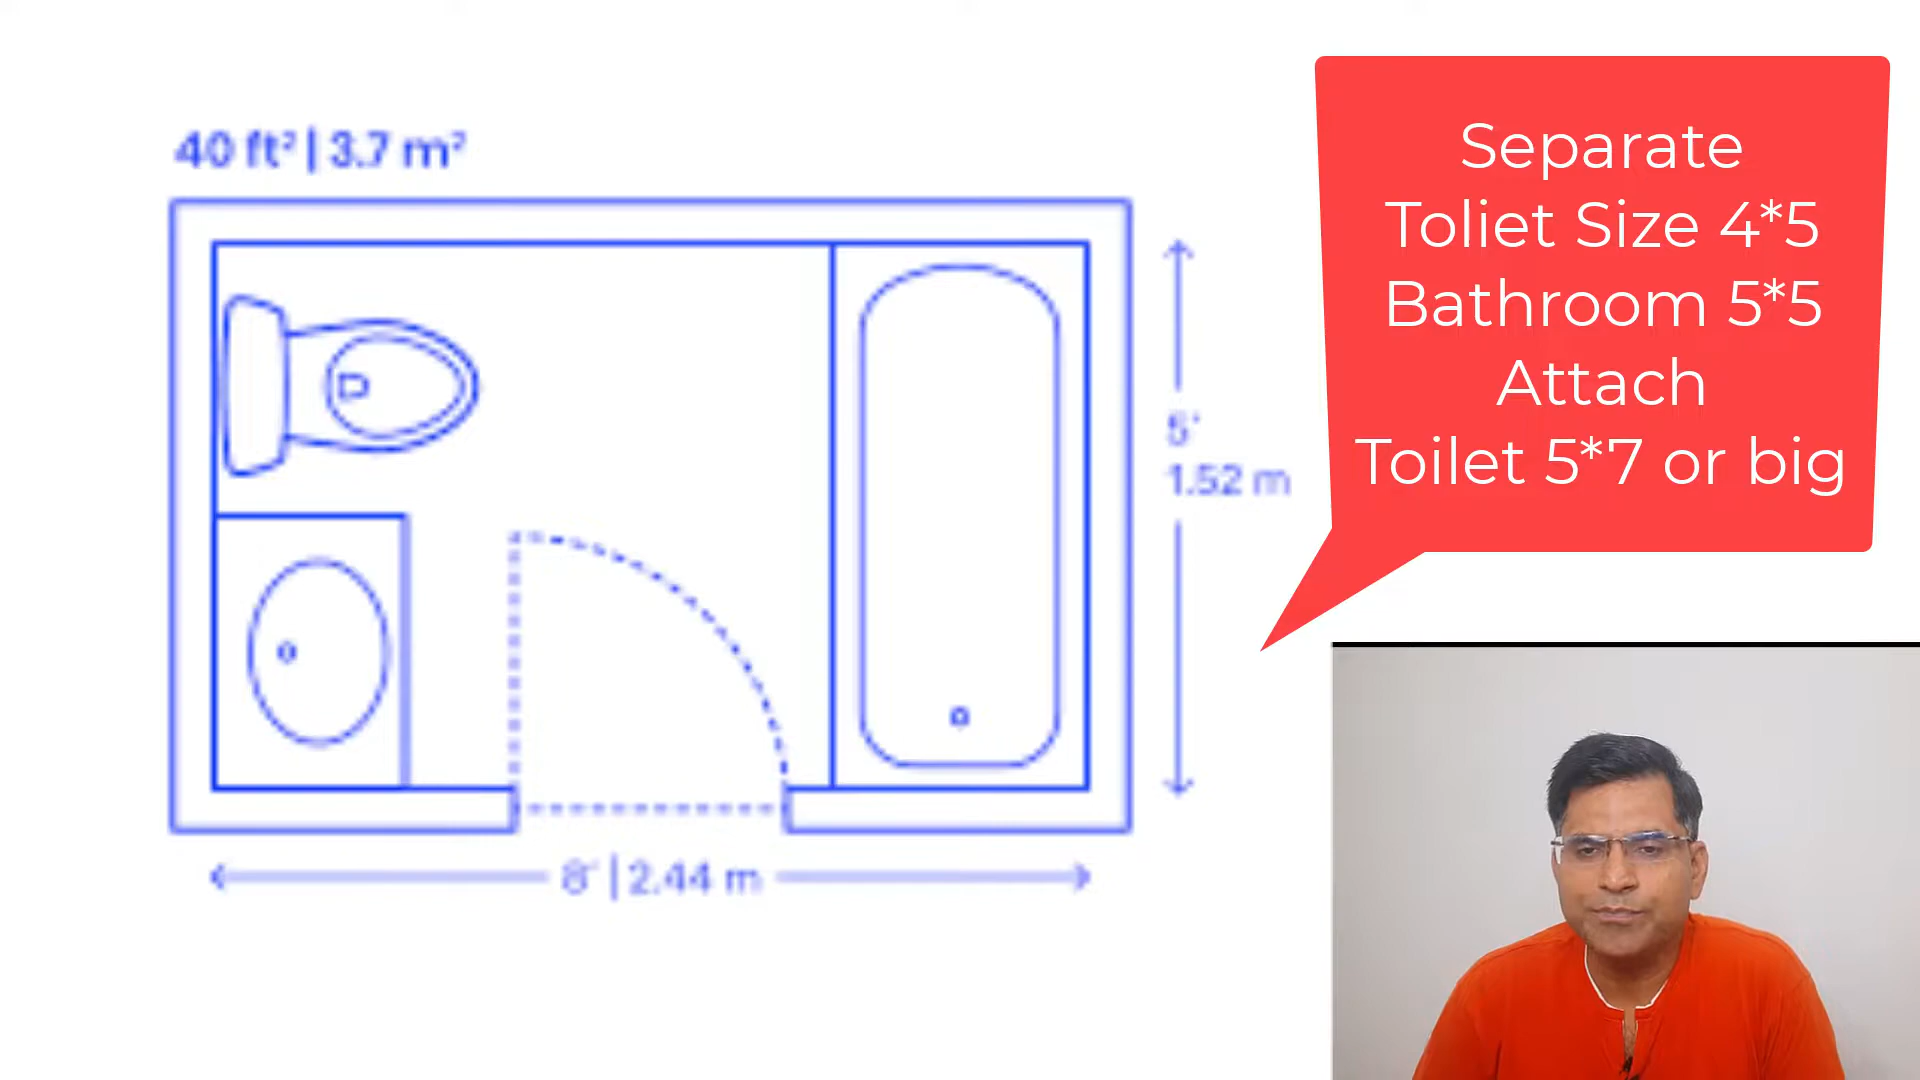 40 ft² | 3.7 m²
Separate
Toliet Size 4*5
Bathroom 5*5
Attach
Toilet 5*7 or big
5'
1.52 m
8' | 2.44 m